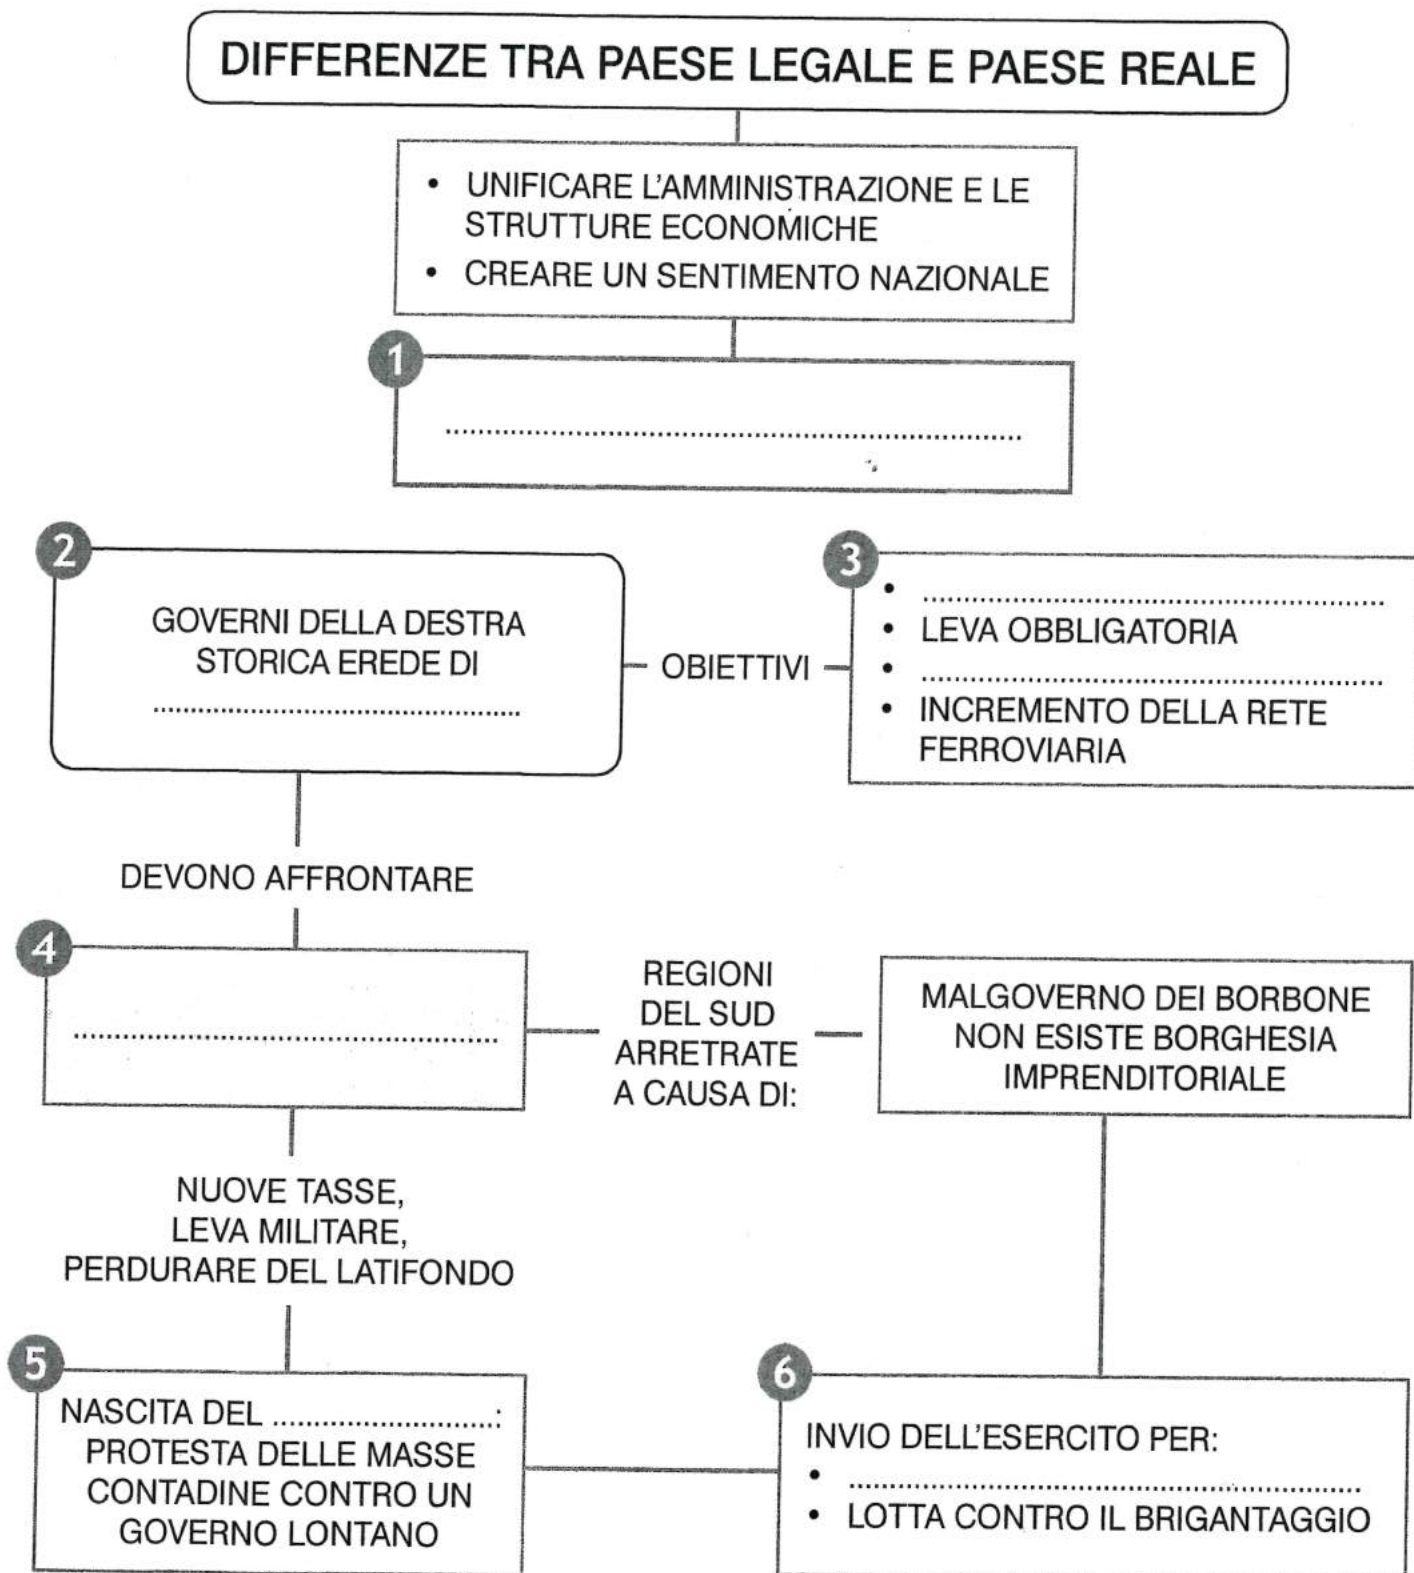 DIFFERENZE TRA PAESE LEGALE E PAESE REALE
• UNIFICARE L'AMMINISTRAZIONE E LE
STRUTTURE ECONOMICHE
• CREARE UN SENTIMENTO NAZIONALE
1
..........................................................................
2
GOVERNI DELLA DESTRA
STORICA EREDE DI
...............................................
OBIETTIVI
3
• ...........................................................
• LEVA OBBLIGATORIA
• ...........................................................
• INCREMENTO DELLA RETE
FERROVIARIA
DEVONO AFFRONTARE
4
......................................................
REGIONI
DEL SUD
ARRETRATE
A CAUSA DI:
MALGOVERNO DEI BORBONE
NON ESISTE BORGHESIA
IMPRENDITORIALE
NUOVE TASSE,
LEVA MILITARE,
PERDURARE DEL LATIFONDO
5
NASCITA DEL .............................:
PROTESTA DELLE MASSE
CONTADINE CONTRO UN
GOVERNO LONTANO
6
INVIO DELL'ESERCITO PER:
• ...................................................................
• LOTTA CONTRO IL BRIGANTAGGIO